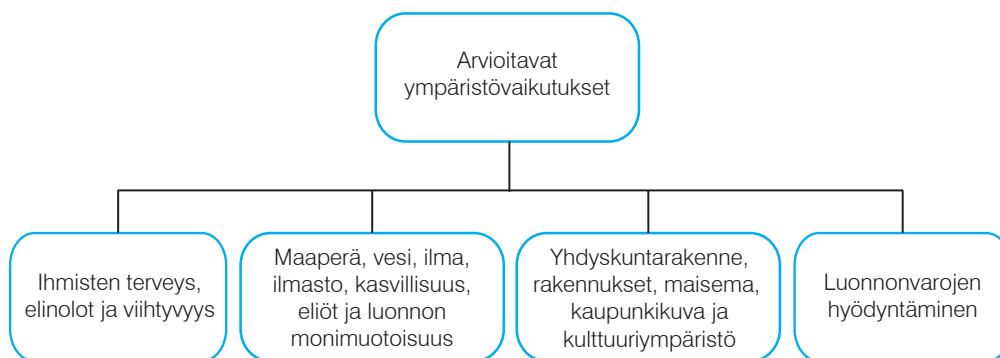 Arvioitavat
ympäristövaikutukset
Ihmisten terveys,
elinolot ja viihtyvyys
Maaperä, vesi, ilma,
ilmasto, kasvillisuus,
eliöt ja luonnon
monimuotoisuus
Yhdyskuntarakenne,
rakennukset, maisema,
kaupunkikuva ja
kulttuuriympäristö
Luonnonvarojen
hyödyntäminen